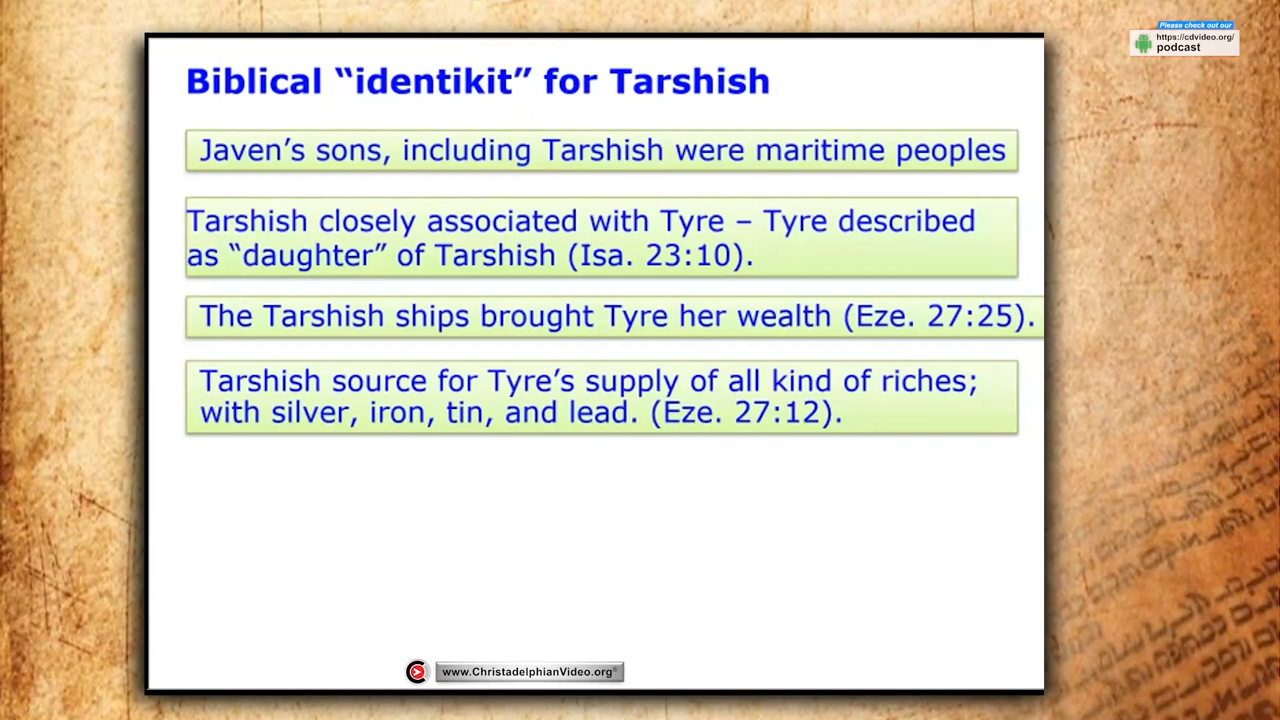 Please check out our
https://cdvideo.org/
podcast
Biblical “identikit” for Tarshish
Javen’s sons, including Tarshish were maritime peoples
Tarshish closely associated with Tyre – Tyre described
as “daughter” of Tarshish (Isa. 23:10).
The Tarshish ships brought Tyre her wealth (Eze. 27:25).
Tarshish source for Tyre’s supply of all kind of riches;
with silver, iron, tin, and lead. (Eze. 27:12).
www.ChristadelphianVideo.org